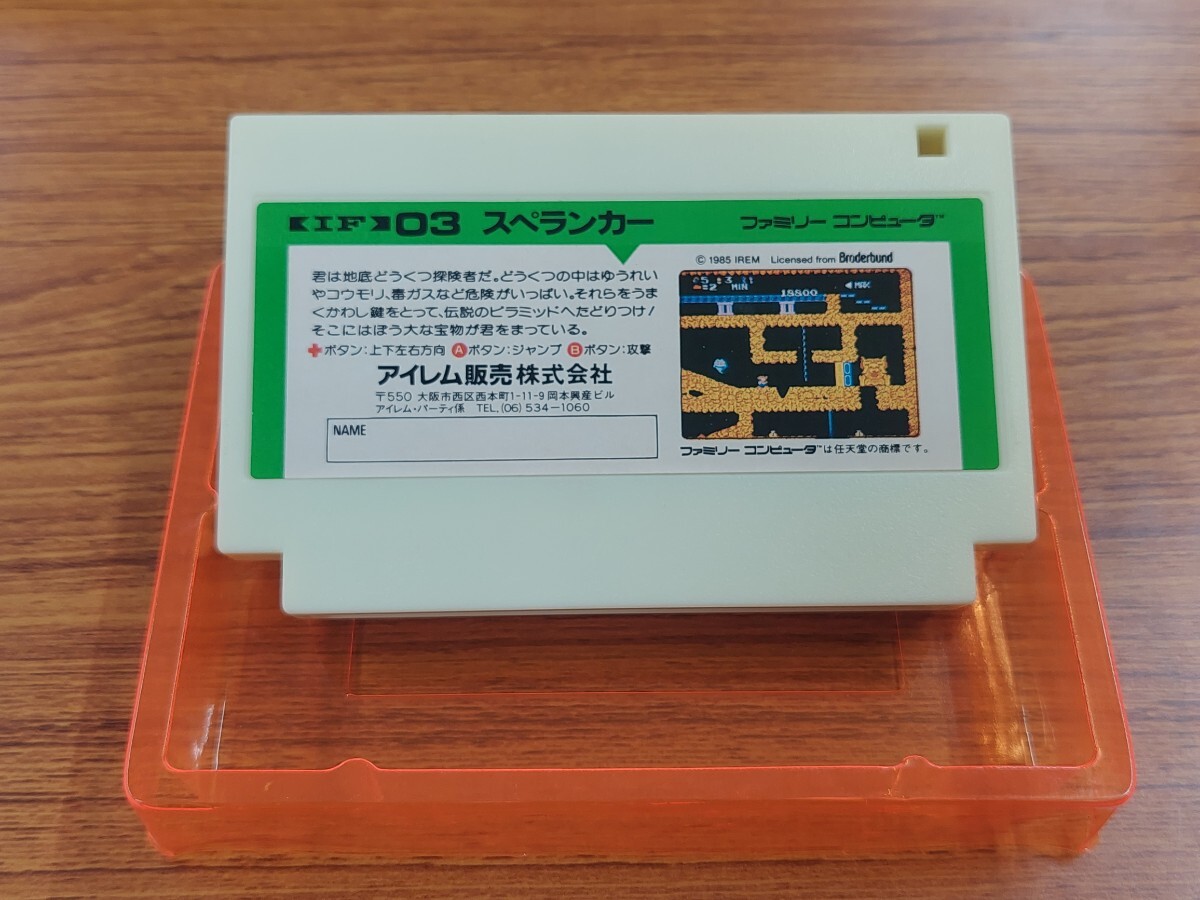 IF 03 スペランカー ファミリー コンピュータ™
君は地底どうくつ探険者だ。どうくつの中はゆうれい
やコウモリ、毒ガスなど危険がいっぱい。それらをうま
くかわし鍵をとって、伝説のピラミッドへたどりつけ!
そこにはぼう大な宝物が君をまっている。
✚ボタン:上下左右方向 Ⓐボタン:ジャンプ Ⓑボタン:攻撃
アイレム販売株式会社
〒550 大阪市西区西本町1-11-9 岡本興産ビル
アイレム・パーティ係 TEL,(06)534-1060
NAME
© 1985 IREM Licensed from Brøderbund
MIN
18800
ファミリー コンピュータ™は任天堂の商標です。